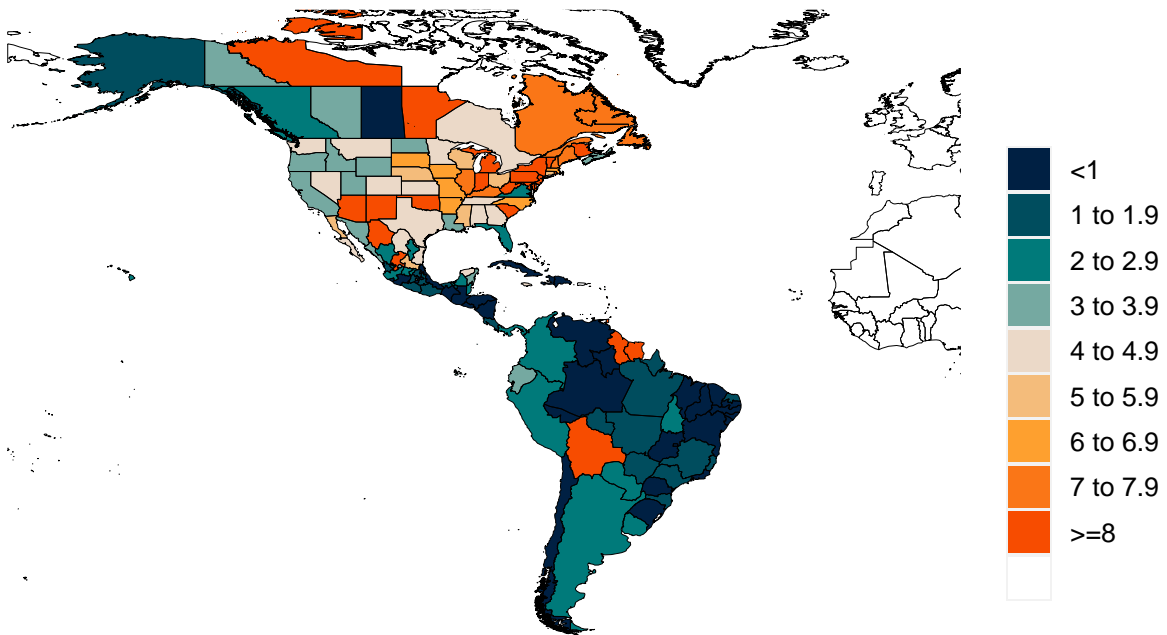 <1
1 to 1.9
2 to 2.9
3 to 3.9
4 to 4.9
5 to 5.9
6 to 6.9
7 to 7.9
>=8